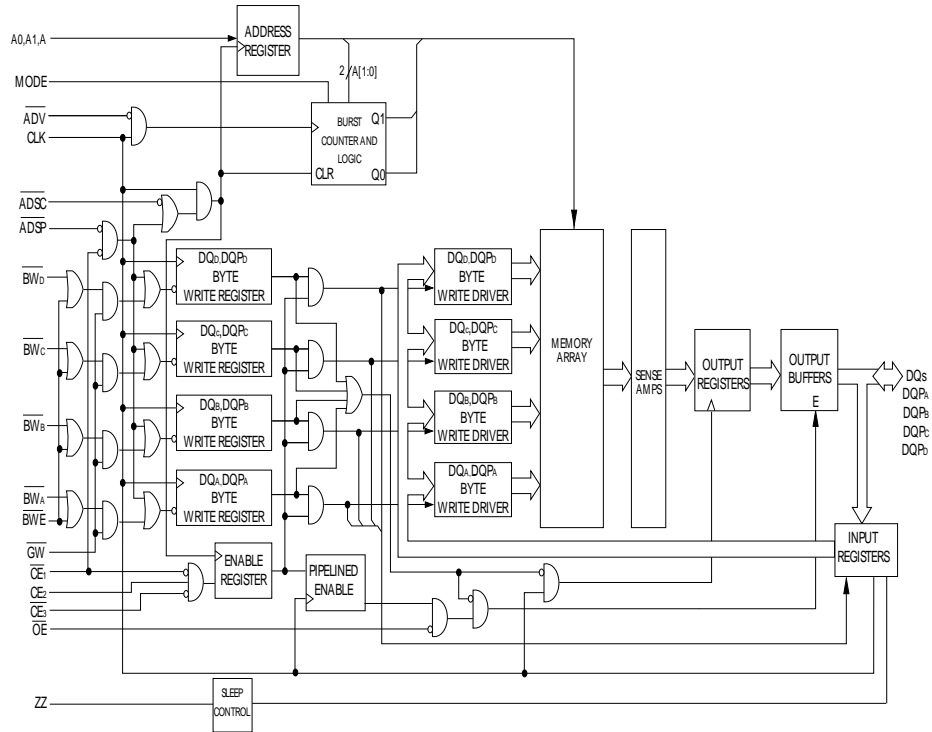 A0,A1,A
MODE
ADV
CLK
ADSC
ADSP
BWD
BWC
BWB
BWA
BWE
GW
CE1
CE2
CE3
OE
ZZ
ADDRESS
REGISTER
2
A[1:0]
BURST
COUNTER AND
LOGIC
CLR
Q1
Q0
DQD,DQPD
BYTE
WRITE REGISTER
DQC,DQPC
BYTE
WRITE REGISTER
DQB,DQPB
BYTE
WRITE REGISTER
DQA,DQPA
BYTE
WRITE REGISTER
ENABLE
REGISTER
PIPELINED
ENABLE
SLEEP
CONTROL
DQD,DQPD
BYTE
WRITE DRIVER
DQC,DQPC
BYTE
WRITE DRIVER
DQB,DQPB
BYTE
WRITE DRIVER
DQA,DQPA
BYTE
WRITE DRIVER
MEMORY
ARRAY
SENSE
AMPS
OUTPUT
REGISTERS
OUTPUT
BUFFERS
E
INPUT
REGISTERS
DQs
DQPA
DQPB
DQPC
DQPD